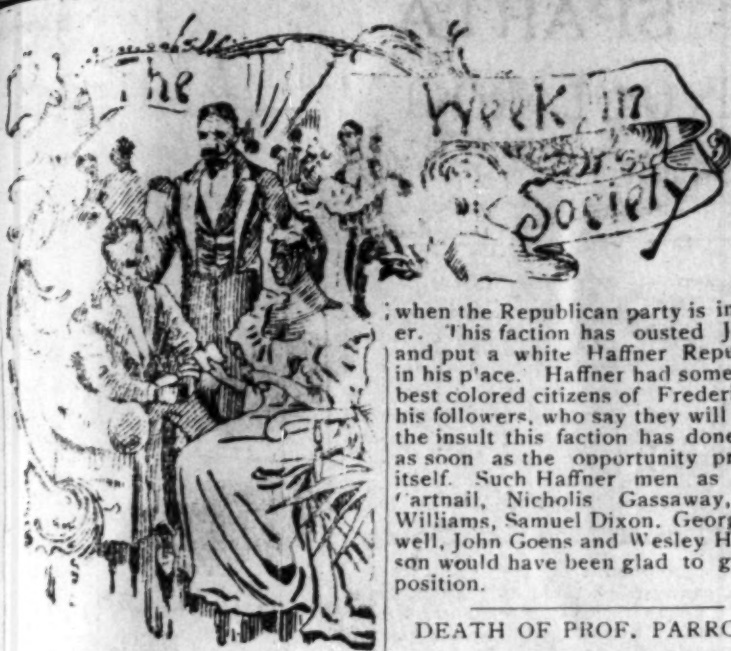 The
Week in
Society
when the Republican party is in
er. This faction has ousted J
and put a white Haffner Repu
in his p'ace. Haffner had some
best colored citizens of Frederi
his followers, who say they will
the insult this faction has done
as soon as the opportunity pr
itself. Such Haffner men as
Cartnail, Nicholis Gassaway,
Williams, Samuel Dixon. Georg
well, John Goens and Wesley H
son would have been glad to g
position.
DEATH OF PROF. PARRO